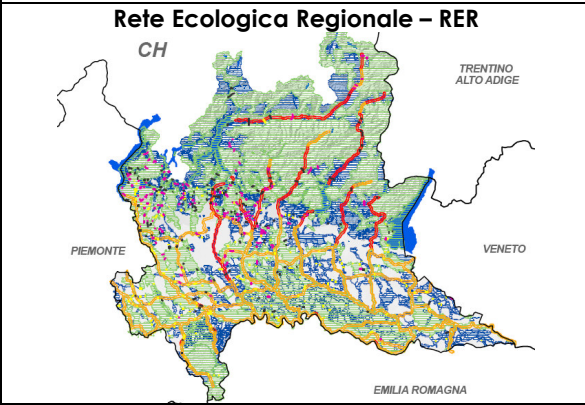 Rete Ecologica Regionale – RER
CH
TRENTINO
ALTO ADIGE
PIEMONTE
VENETO
EMILIA ROMAGNA